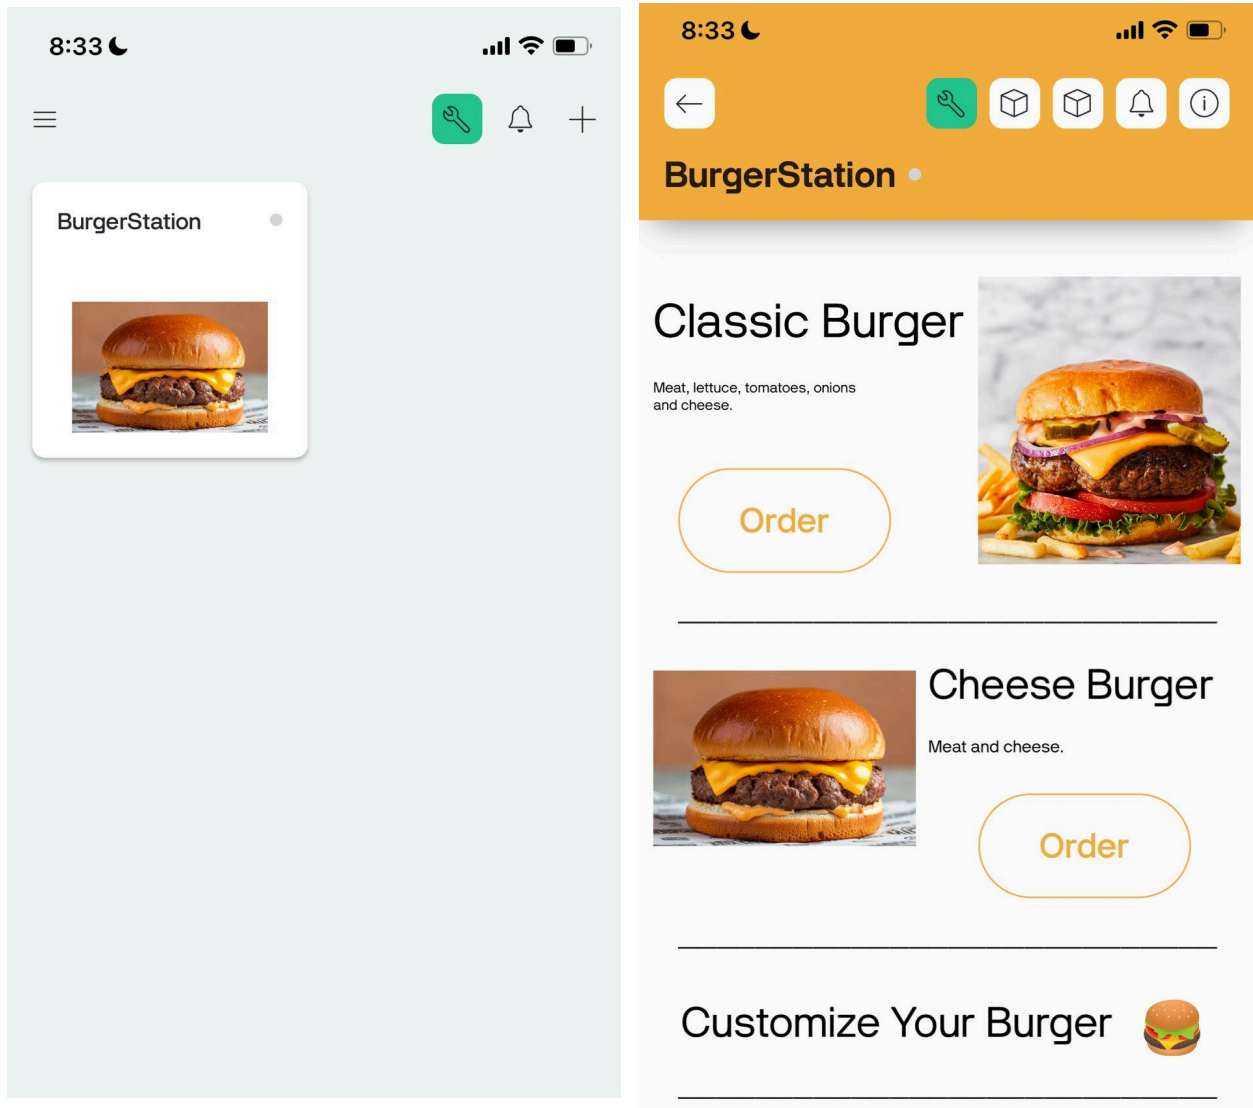 8:33
BurgerStation
8:33
BurgerStation
Classic Burger
Meat, lettuce, tomatoes, onions
and cheese.
Order
Cheese Burger
Meat and cheese.
Order
Customize Your Burger